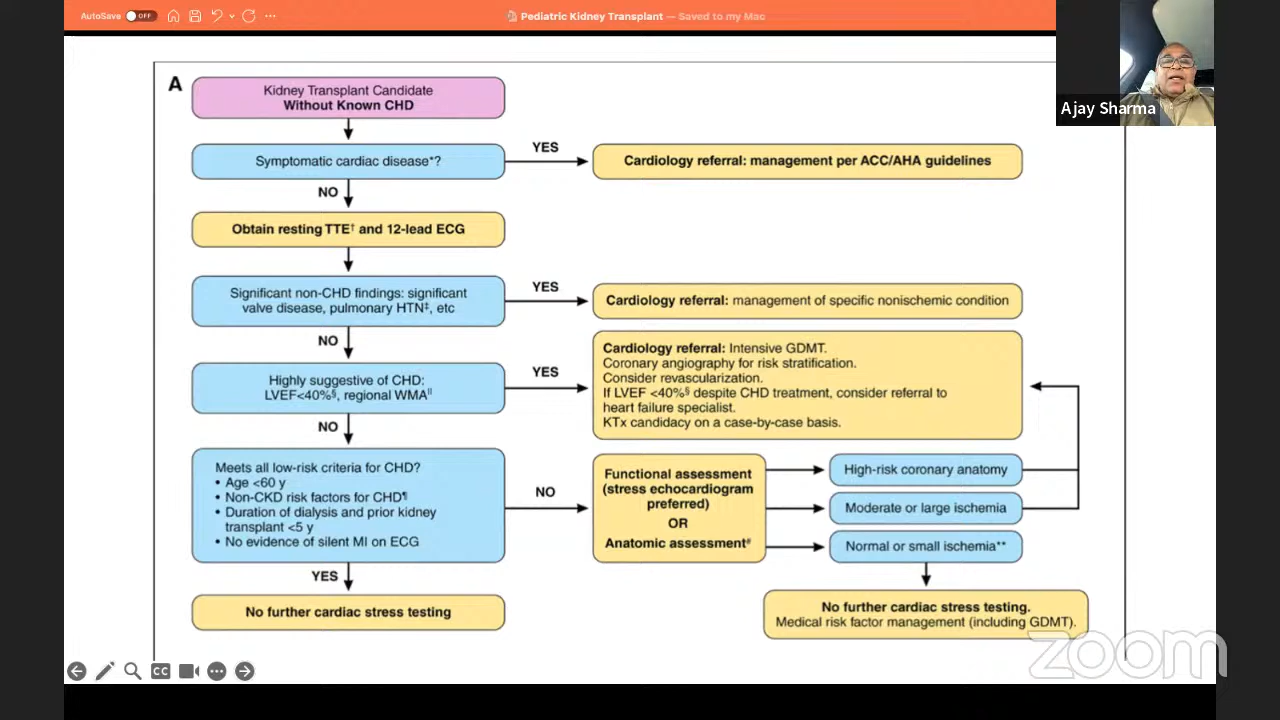 AutoSave OFF
Pediatric Kidney Transplant — Saved to my Mac
Ajay Sharma
A
Kidney Transplant Candidate
Without Known CHD
Symptomatic cardiac disease*?
YES
Cardiology referral: management per ACC/AHA guidelines
NO
Obtain resting TTE† and 12-lead ECG
Significant non-CHD findings: significant
valve disease, pulmonary HTN‡, etc
YES
Cardiology referral: management of specific nonischemic condition
NO
Highly suggestive of CHD:
LVEF<40%§, regional WMA||
YES
Cardiology referral: Intensive GDMT.
Coronary angiography for risk stratification.
Consider revascularization.
If LVEF <40%§ despite CHD treatment, consider referral to
heart failure specialist.
KTx candidacy on a case-by-case basis.
NO
Meets all low-risk criteria for CHD?
• Age <60 y
• Non-CKD risk factors for CHD¶
• Duration of dialysis and prior kidney
transplant <5 y
• No evidence of silent MI on ECG
NO
Functional assessment
(stress echocardiogram
preferred)
OR
Anatomic assessment#
High-risk coronary anatomy
Moderate or large ischemia
Normal or small ischemia**
YES
No further cardiac stress testing
No further cardiac stress testing.
Medical risk factor management (including GDMT).
CC
zoom